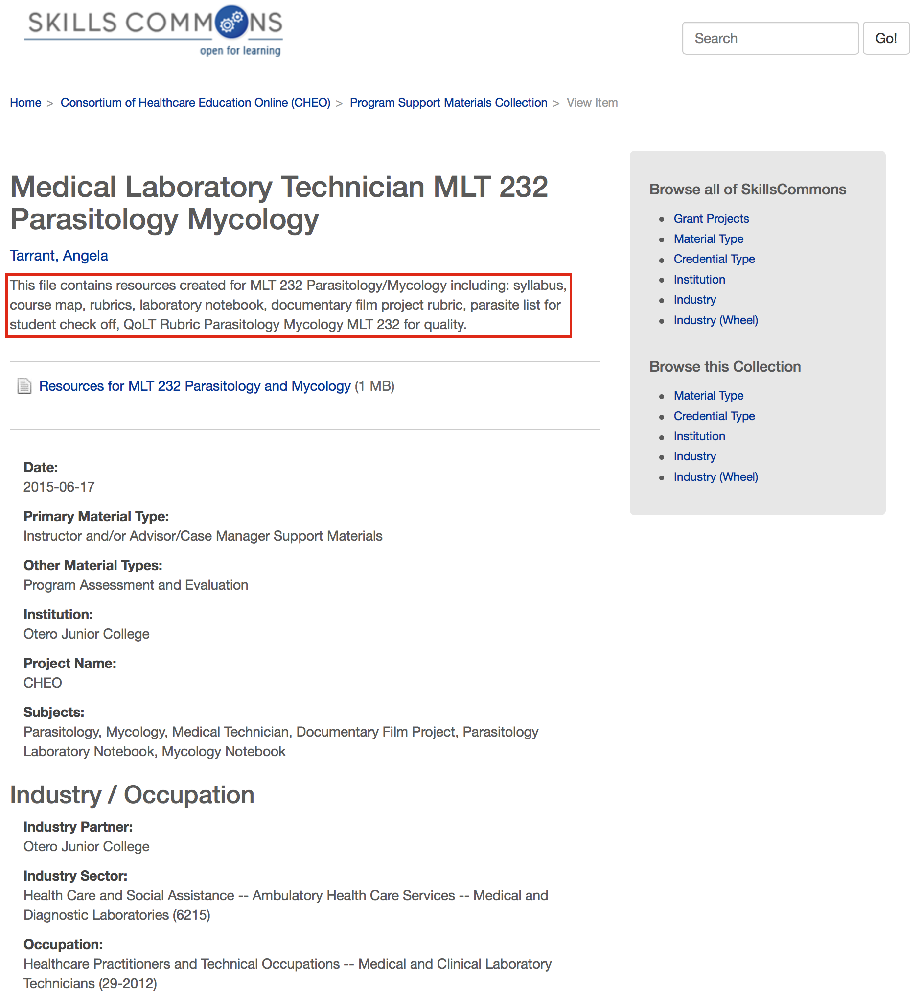 SKILLS COMMONS
open for learning
Search
Go!
Home > Consortium of Healthcare Education Online (CHEO) > Program Support Materials Collection > View Item
Medical Laboratory Technician MLT 232
Parasitology Mycology
Tarrant, Angela
This file contains resources created for MLT 232 Parasitology/Mycology including: syllabus,
course map, rubrics, laboratory notebook, documentary film project rubric, parasite list for
student check off, QoLT Rubric Parasitology Mycology MLT 232 for quality.
Resources for MLT 232 Parasitology and Mycology (1 MB)
Date:
2015-06-17
Primary Material Type:
Instructor and/or Advisor/Case Manager Support Materials
Other Material Types:
Program Assessment and Evaluation
Institution:
Otero Junior College
Project Name:
CHEO
Subjects:
Parasitology, Mycology, Medical Technician, Documentary Film Project, Parasitology
Laboratory Notebook, Mycology Notebook
Industry / Occupation
Industry Partner:
Otero Junior College
Industry Sector:
Health Care and Social Assistance -- Ambulatory Health Care Services -- Medical and
Diagnostic Laboratories (6215)
Occupation:
Healthcare Practitioners and Technical Occupations -- Medical and Clinical Laboratory
Technicians (29-2012)
Browse all of SkillsCommons
Grant Projects
Material Type
Credential Type
Institution
Industry
Industry (Wheel)
Browse this Collection
Material Type
Credential Type
Institution
Industry
Industry (Wheel)